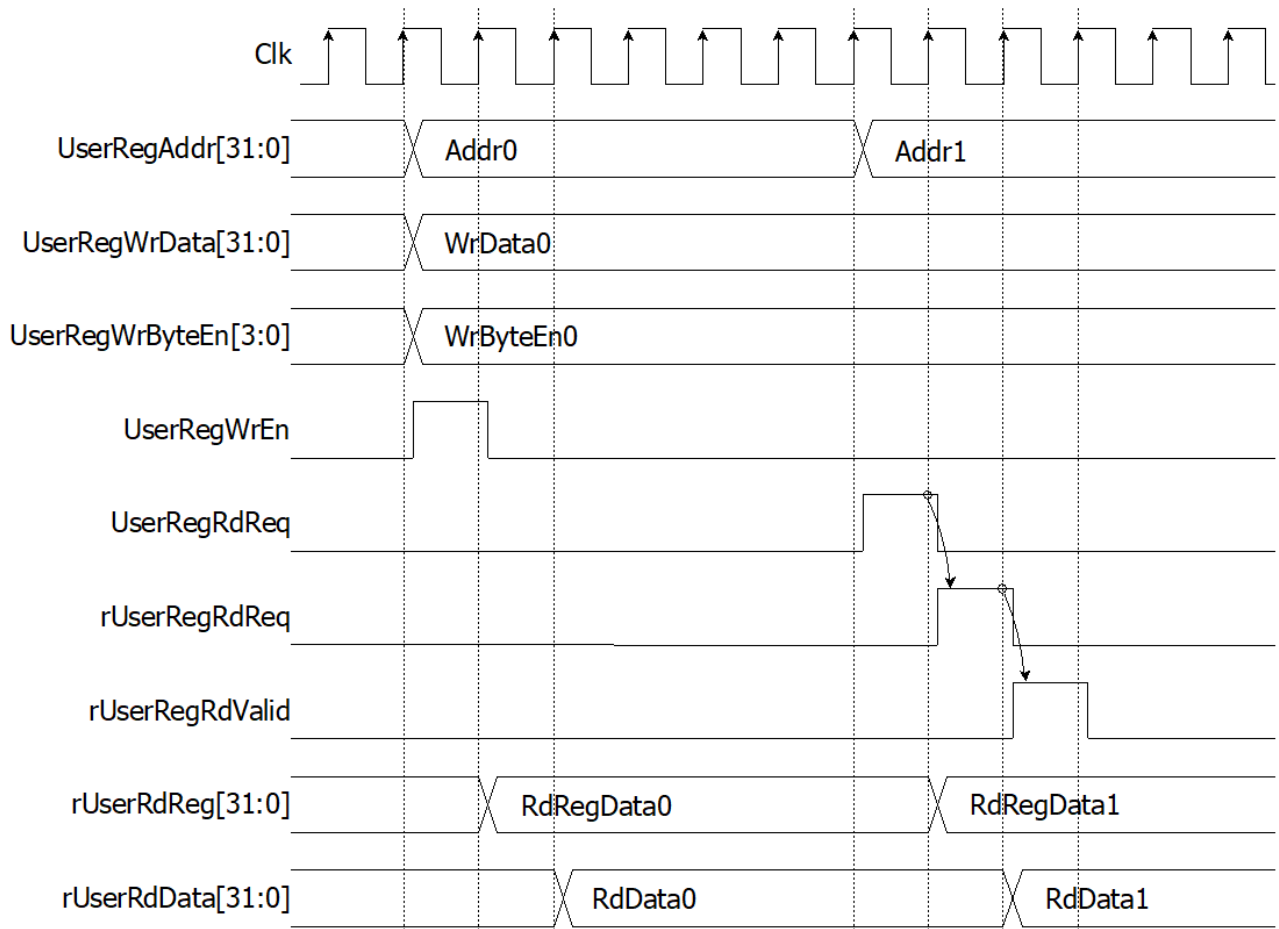 Clk
UserRegAddr[31:0] Addr0 Addr1
UserRegWrData[31:0] WrData0
UserRegWrByteEn[3:0] WrByteEn0
UserRegWrEn
UserRegRdReq
rUserRegRdReq
rUserRegRdValid
rUserRdReg[31:0] RdRegData0 RdRegData1
rUserRdData[31:0] RdData0 RdData1